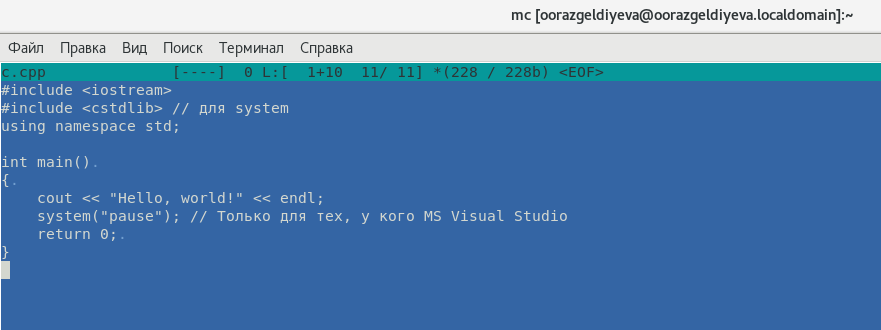 mc [oorazgeldiyeva@oorazgeldiyeva.localdomain]:~
Файл Правка Вид Поиск Терминал Справка
c.cpp [----] 0 L:[ 1+10 11/ 11] *(228 / 228b) <EOF>
#include <iostream>
#include <cstdlib> // для system
using namespace std;
int main().
{.
cout << "Hello, world!" << endl;
system("pause"); // Только для тех, у кого MS Visual Studio
return 0;.
}